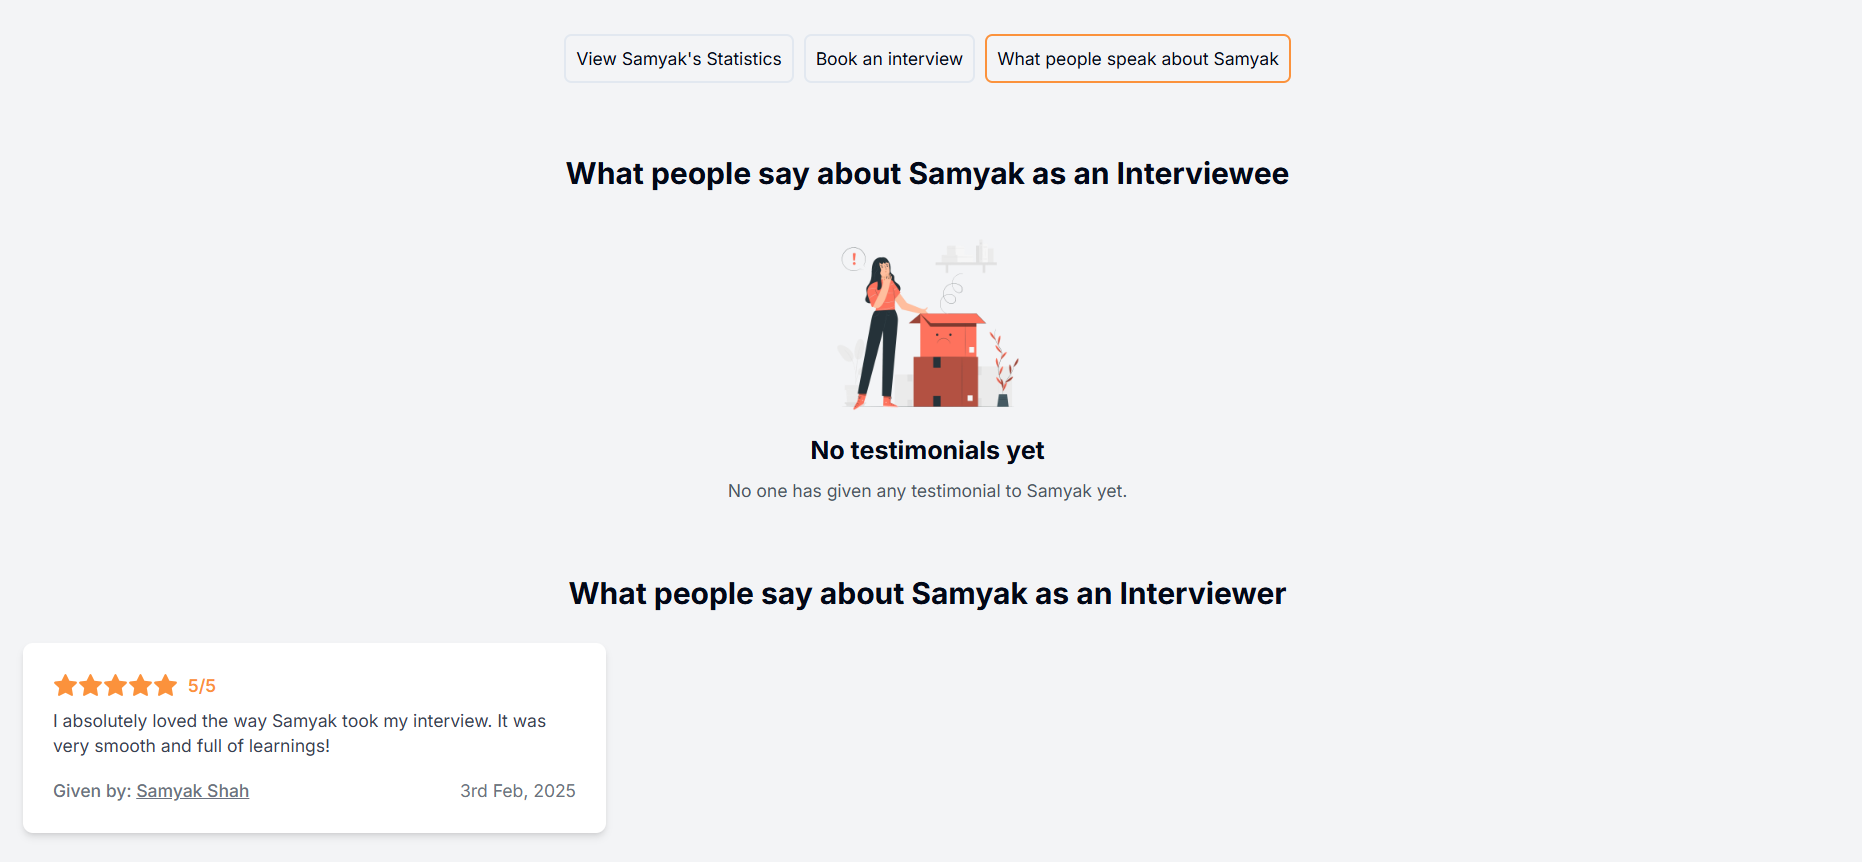 View Samyak's Statistics
Book an interview
What people speak about Samyak
What people say about Samyak as an Interviewee
!
No testimonials yet
No one has given any testimonial to Samyak yet.
What people say about Samyak as an Interviewer
5/5
I absolutely loved the way Samyak took my interview. It was
very smooth and full of learnings!
Given by: Samyak Shah
3rd Feb, 2025